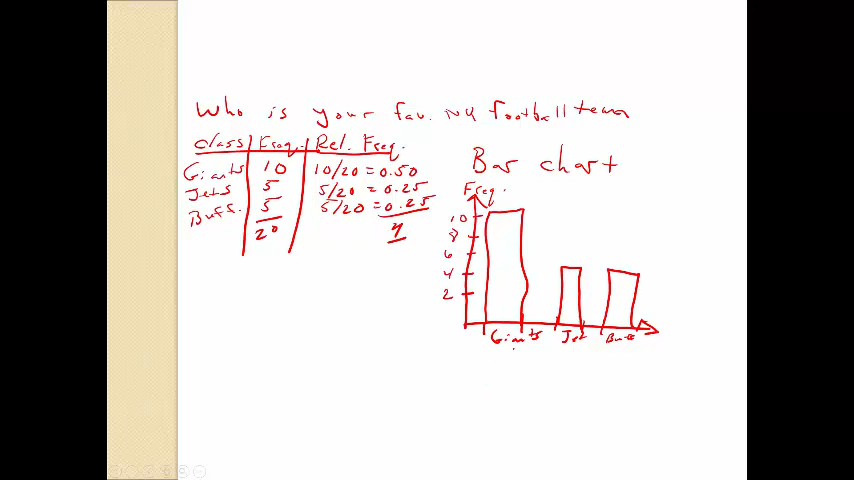 Who is your fav. NY football team
class Freq. Rel. Freq.
Giants 10 10/20 = 0.50
Jets 5 5/20 = 0.25
Buffs. 5 5/20 = 0.25
20
Bar chart
Freq.
10
8
6
4
2
Giants Jet Buff